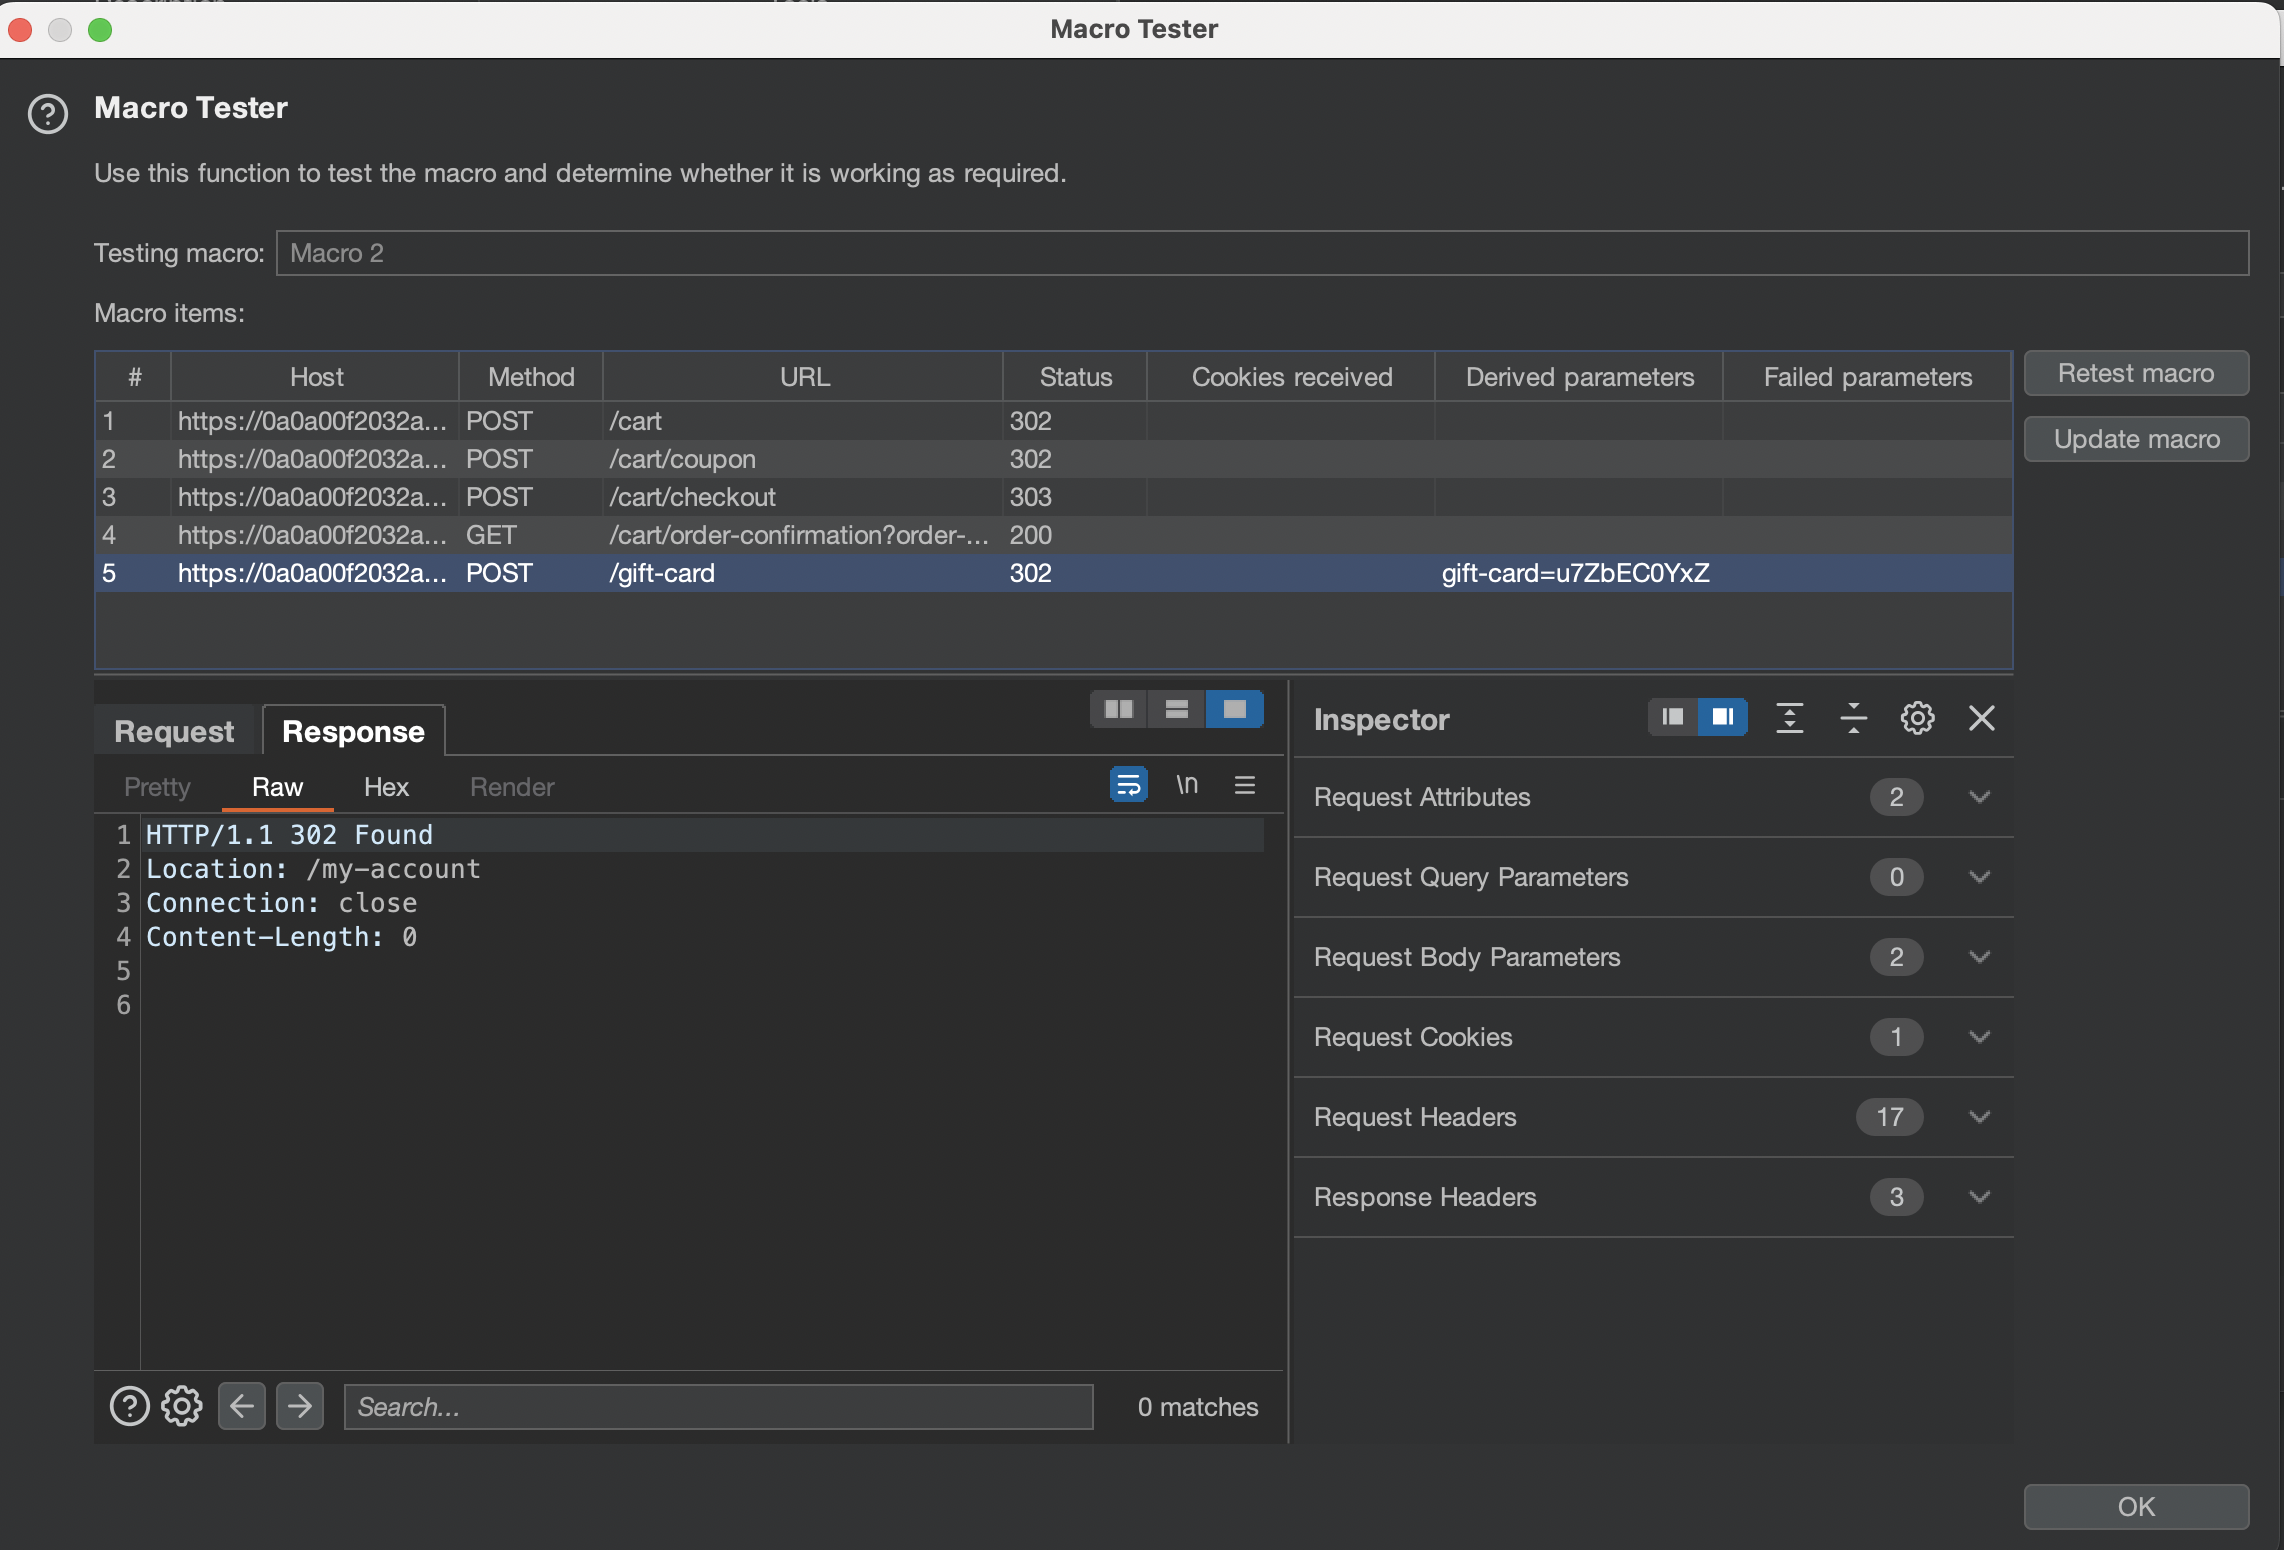 Macro Tester
Macro Tester
Use this function to test the macro and determine whether it is working as required.
Testing macro: Macro 2
Macro items:
# Host Method URL Status Cookies received Derived parameters Failed parameters
1 https://0a0a00f2032a... POST /cart 302
2 https://0a0a00f2032a... POST /cart/coupon 302
3 https://0a0a00f2032a... POST /cart/checkout 303
4 https://0a0a00f2032a... GET /cart/order-confirmation?order-... 200
5 https://0a0a00f2032a... POST /gift-card 302 gift-card=u7ZbEC0YxZ
Retest macro
Update macro
Request Response
Pretty Raw Hex Render \n
1 HTTP/1.1 302 Found
2 Location: /my-account
3 Connection: close
4 Content-Length: 0
5
6
Search...
0 matches
Inspector
Request Attributes 2
Request Query Parameters 0
Request Body Parameters 2
Request Cookies 1
Request Headers 17
Response Headers 3
OK